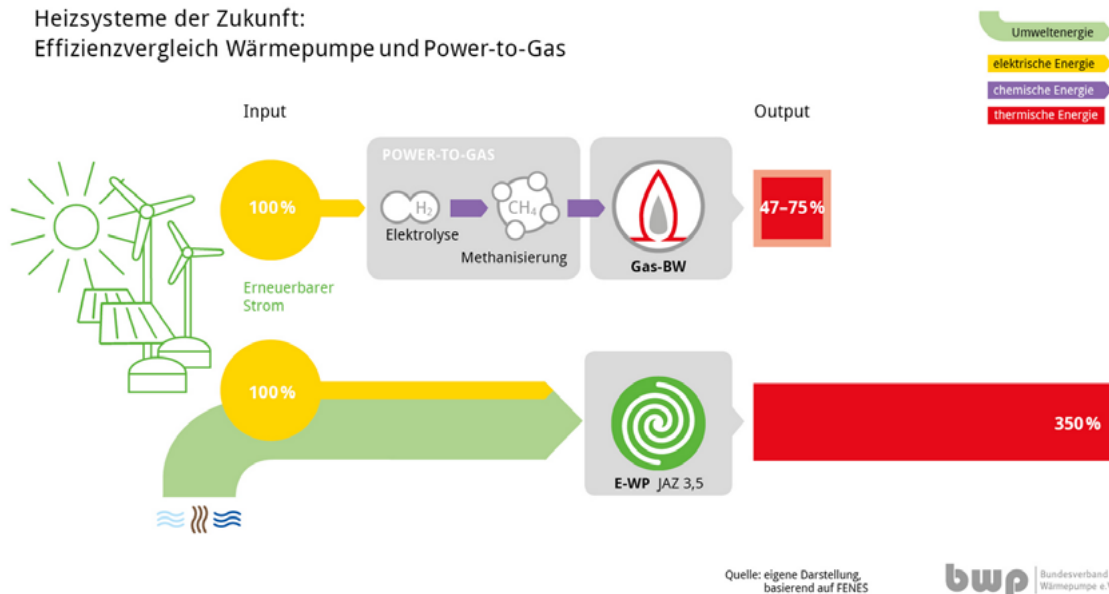 Heizsysteme der Zukunft:
Effizienzvergleich Wärmepumpe und Power-to-Gas
Umweltenergie
elektrische Energie
chemische Energie
thermische Energie
Input
Output
POWER-TO-GAS
100 %
H₂
CH₄
47–75 %
Elektrolyse
Methanisierung
Gas-BW
Erneuerbarer
Strom
100 %
350 %
E-WP JAZ 3,5
Quelle: eigene Darstellung,
basierend auf FENES
bwp
Bundesverband
Wärmepumpe e.V.